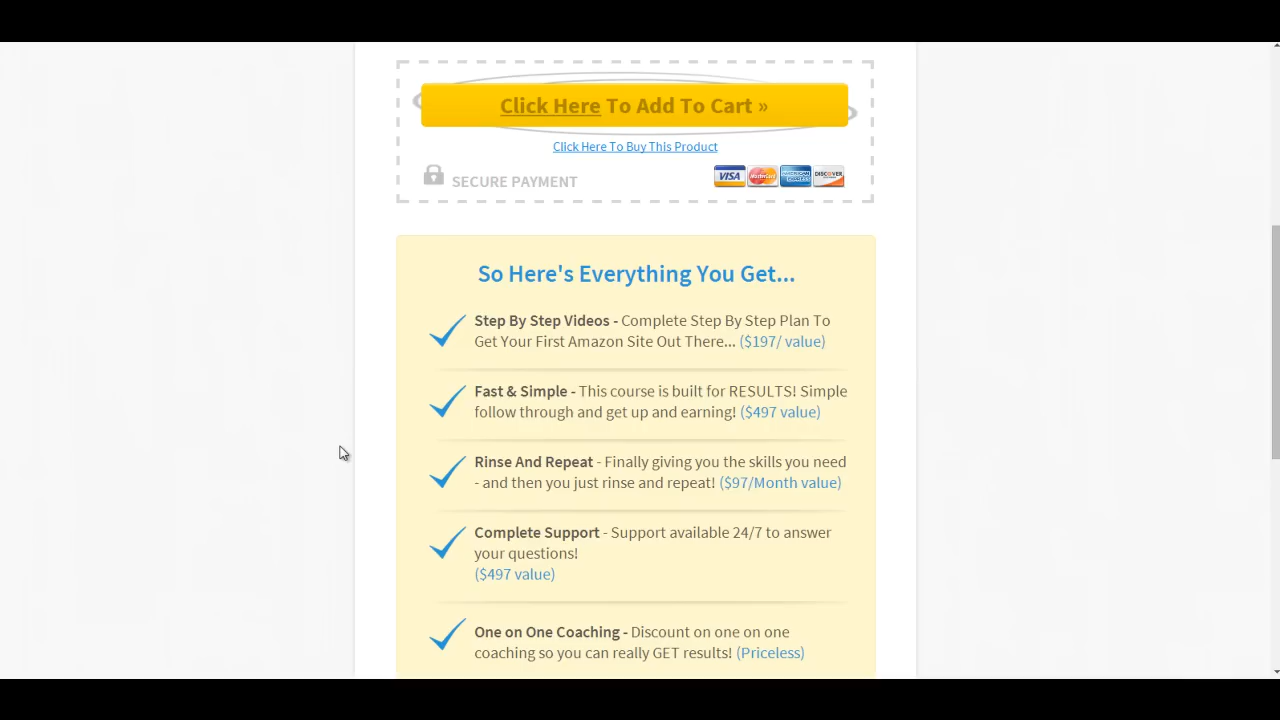 Click Here To Add To Cart »
Click Here To Buy This Product
SECURE PAYMENT
VISA MasterCard AMERICAN EXPRESS DISCOVER
So Here's Everything You Get...
Step By Step Videos - Complete Step By Step Plan To
Get Your First Amazon Site Out There... ($197/ value)
Fast & Simple - This course is built for RESULTS! Simple
follow through and get up and earning! ($497 value)
Rinse And Repeat - Finally giving you the skills you need
- and then you just rinse and repeat! ($97/Month value)
Complete Support - Support available 24/7 to answer
your questions!
($497 value)
One on One Coaching - Discount on one on one
coaching so you can really GET results! (Priceless)